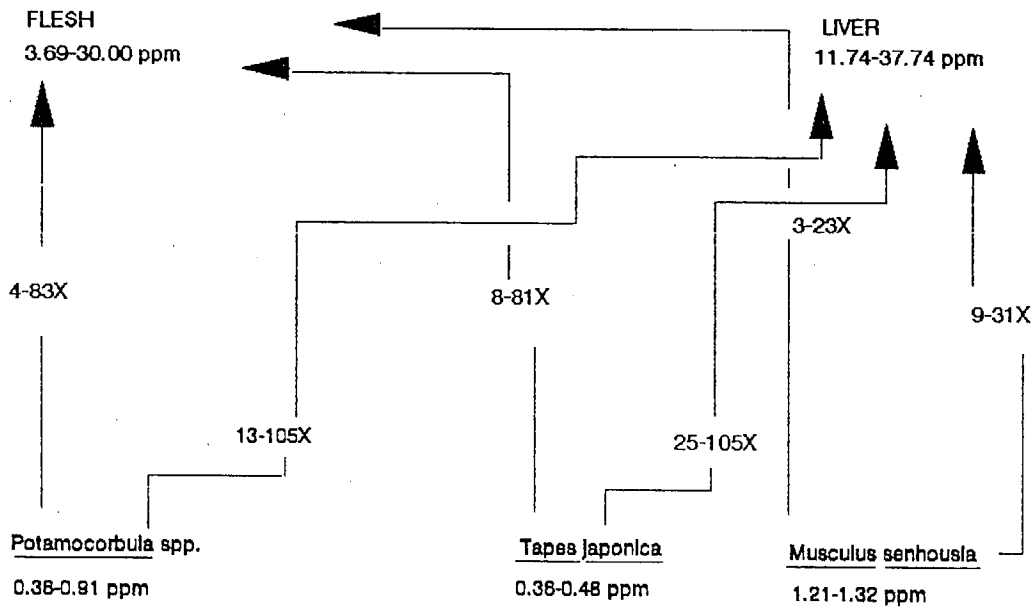 FLESH
3.69-30.00 ppm
LIVER
11.74-37.74 ppm
3-23X
4-83X
8-81X
9-31X
13-105X
25-105X
Potamocorbula spp.
0.36-0.91 ppm
Tapes japonica
0.36-0.48 ppm
Musculus senhousia
1.21-1.32 ppm